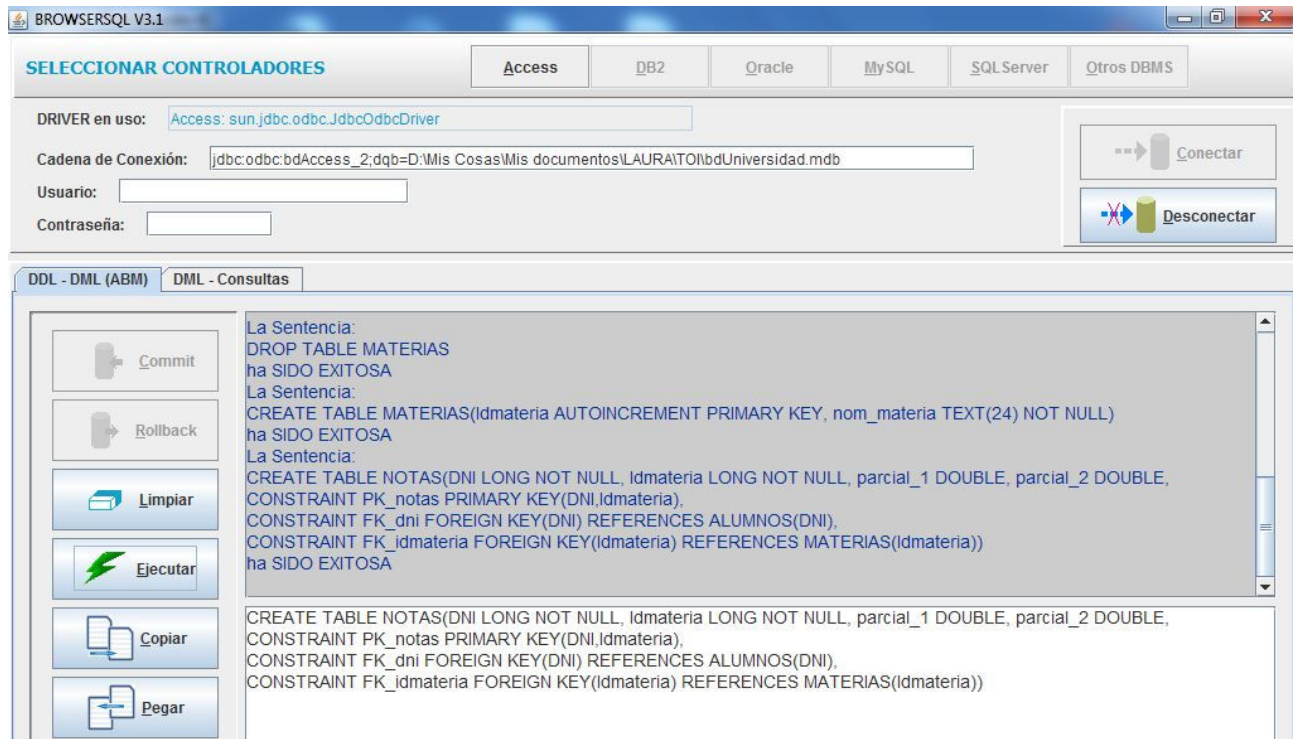 BROWSERSQL V3.1
SELECCIONAR CONTROLADORES
Access
DB2
Oracle
MySQL
SQLServer
Otros DBMS
DRIVER en uso: Access: sun.jdbc.odbc.JdbcOdbcDriver
Cadena de Conexión: jdbc:odbc:bdAccess_2;dqb=D:\Mis Cosas\Mis documentos\LAURA\TOI\bdUniversidad.mdb
Conectar
Usuario:
Contraseña:
Desconectar
DDL - DML (ABM)
DML - Consultas
Commit
Rollback
Limpiar
Ejecutar
Copiar
Pegar
La Sentencia:
DROP TABLE MATERIAS
ha SIDO EXITOSA
La Sentencia:
CREATE TABLE MATERIAS(Idmateria AUTOINCREMENT PRIMARY KEY, nom_materia TEXT(24) NOT NULL)
ha SIDO EXITOSA
La Sentencia:
CREATE TABLE NOTAS(DNI LONG NOT NULL, Idmateria LONG NOT NULL, parcial_1 DOUBLE, parcial_2 DOUBLE,
CONSTRAINT PK_notas PRIMARY KEY(DNI,Idmateria),
CONSTRAINT FK_dni FOREIGN KEY(DNI) REFERENCES ALUMNOS(DNI),
CONSTRAINT FK_idmateria FOREIGN KEY(Idmateria) REFERENCES MATERIAS(Idmateria))
ha SIDO EXITOSA
CREATE TABLE NOTAS(DNI LONG NOT NULL, Idmateria LONG NOT NULL, parcial_1 DOUBLE, parcial_2 DOUBLE,
CONSTRAINT PK_notas PRIMARY KEY(DNI,Idmateria),
CONSTRAINT FK_dni FOREIGN KEY(DNI) REFERENCES ALUMNOS(DNI),
CONSTRAINT FK_idmateria FOREIGN KEY(Idmateria) REFERENCES MATERIAS(Idmateria))